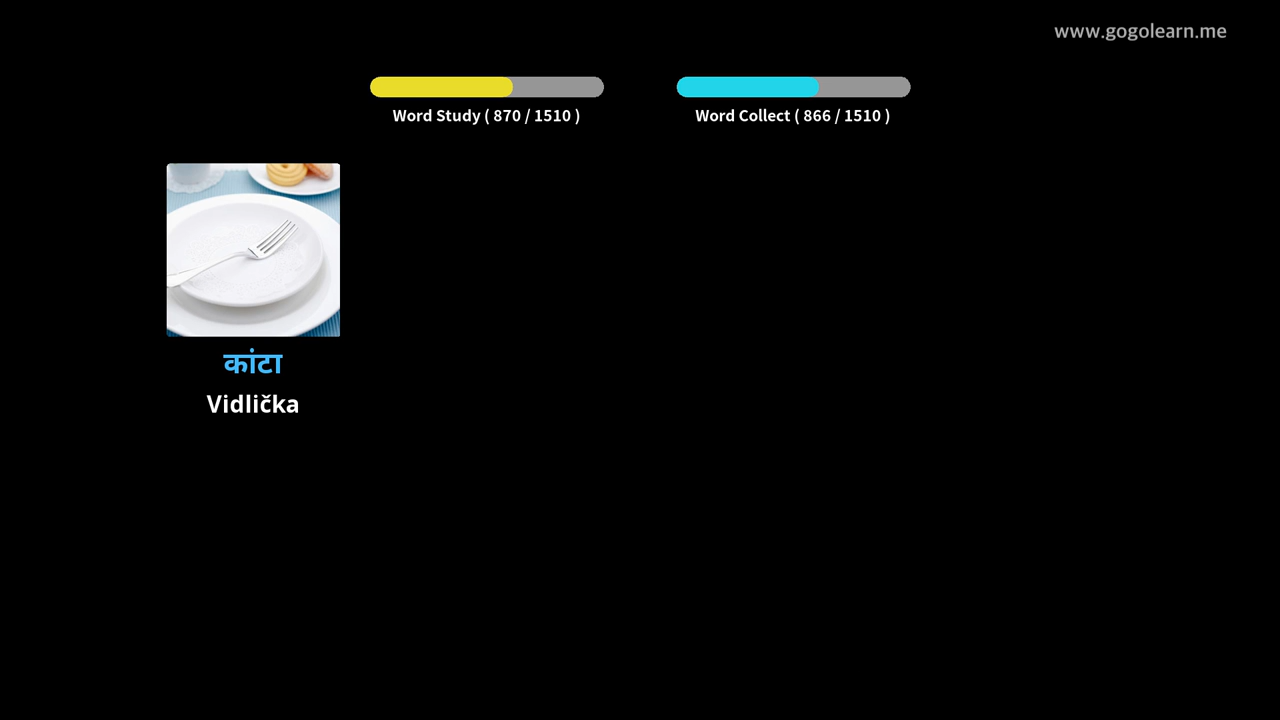 www.gogolearn.me
Word Study ( 870 / 1510 )
Word Collect ( 866 / 1510 )
कांटा
Vidlička